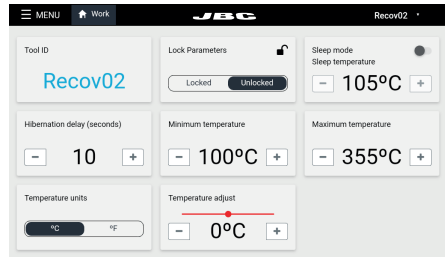 MENU Work JBC Recov02
Tool ID
Recov02
Lock Parameters
Locked Unlocked
Sleep mode
Sleep temperature
- 105ºC +
Hibernation delay (seconds)
- 10 +
Minimum temperature
- 100ºC +
Maximum temperature
- 355ºC +
Temperature units
ºC ºF
Temperature adjust
- 0ºC +